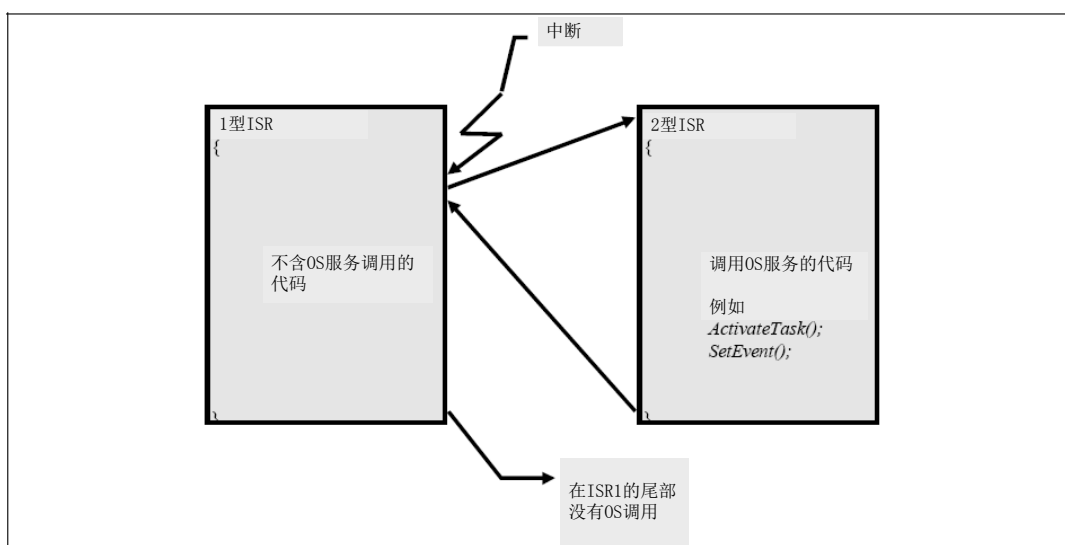 中断
1型ISR
{
不含OS服务调用的
代码
}
2型ISR
{
调用OS服务的代码
例如
ActivateTask();
SetEvent();
}
在ISR1的尾部
没有OS调用